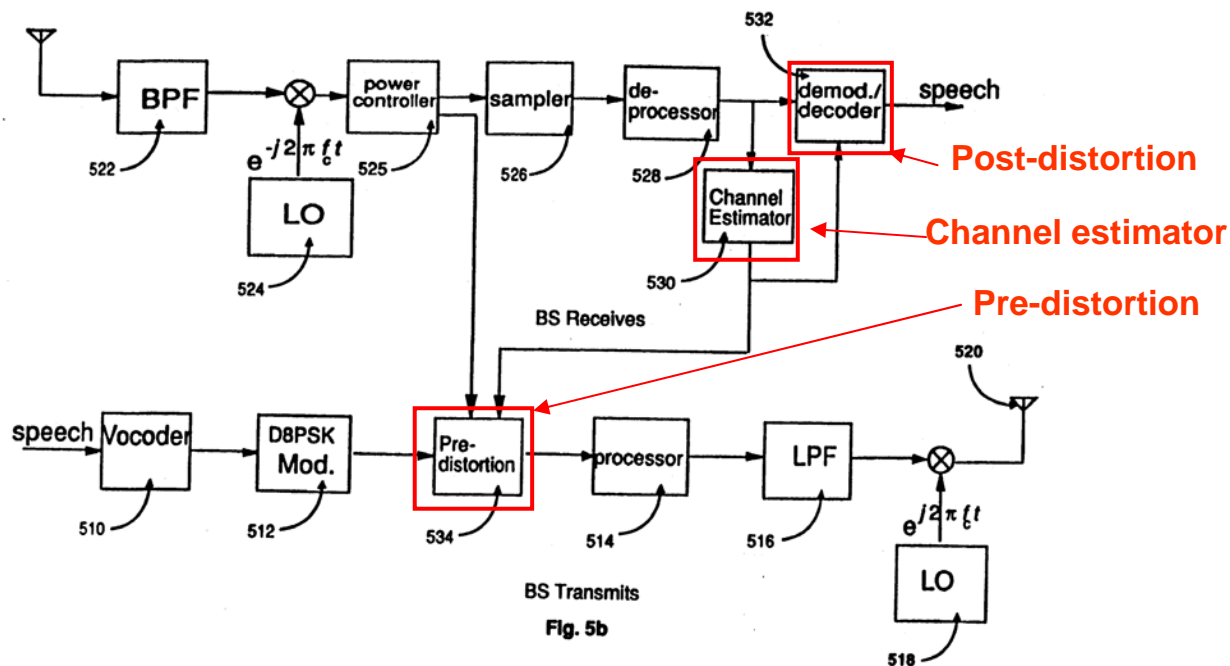 532
BPF
522
e^-j2πf_c t
LO
524
power
controller
525
sampler
526
de-
processor
528
demod./
decoder
speech
Post-distortion
Channel
Estimator
530
Channel estimator
BS Receives
Pre-distortion
speech
Vocoder
510
D8PSK
Mod.
512
Pre-
distortion
534
processor
514
LPF
516
520
e^j2πf_c t
LO
518
BS Transmits
Fig. 5b